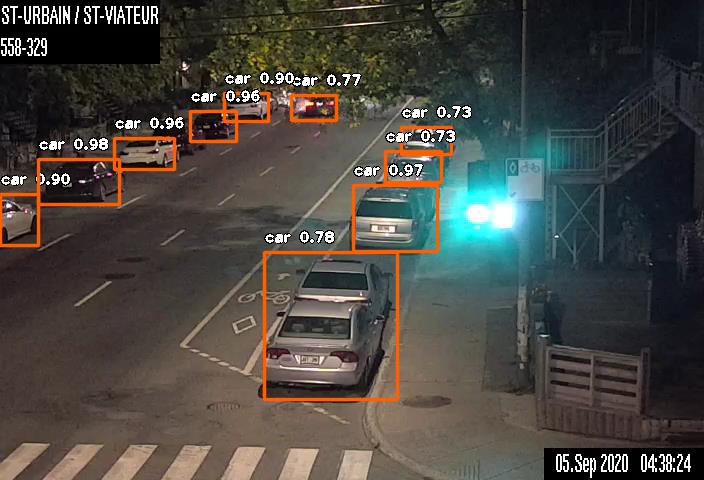 ST-URBAIN / ST-VIATEUR
558-329
car 0.90
car 0.77
car 0.96
car 0.96
car 0.98
car 0.90
car 0.73
car 0.73
car 0.97
car 0.78
05.Sep 2020 04:38:24